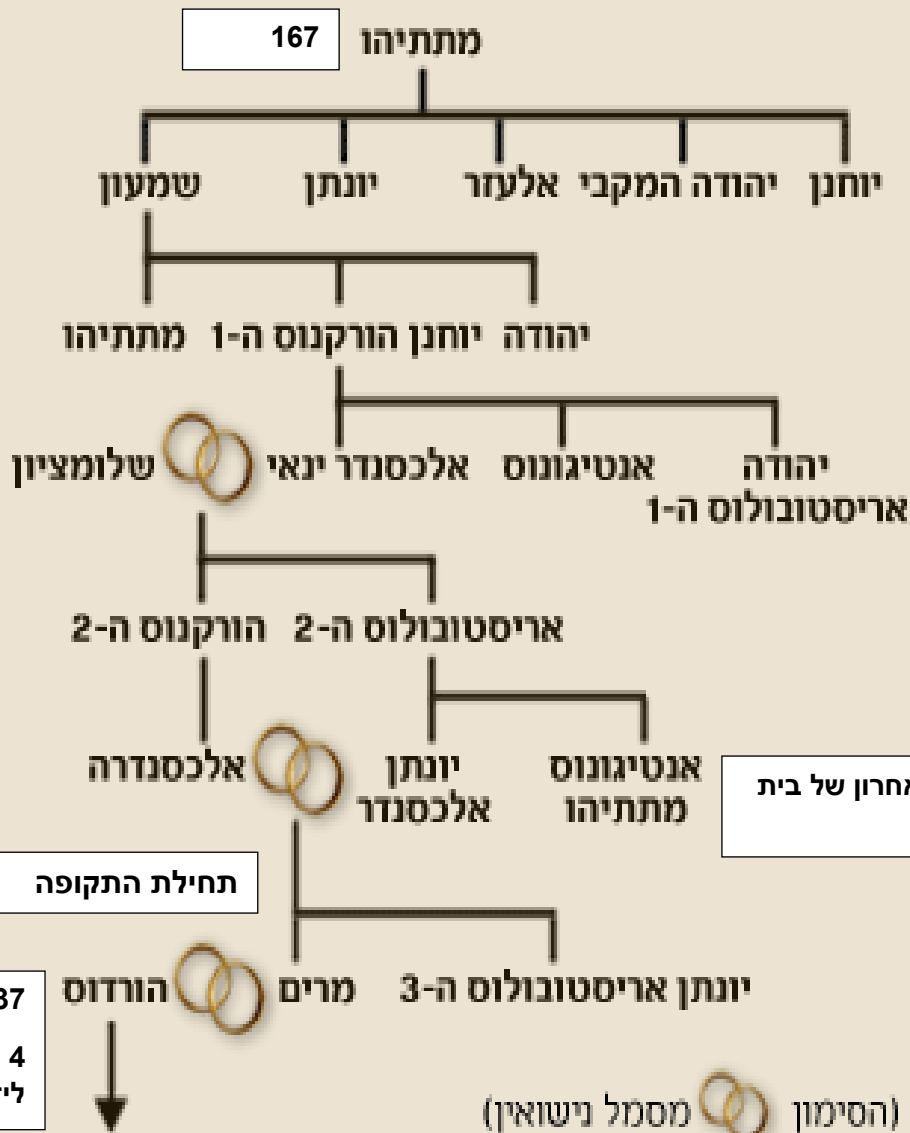 מתתיהו
167
יוחנן יהודה המקבי אלעזר יונתן שמעון
יהודה יוחנן הורקנוס ה-1 מתתיהו
יהודה
אריסטובולוס ה-1
אנטיגונוס
אלכסנדר ינאי
שלומציון
אריסטובולוס ה-2 הורקנוס ה-2
אנטיגונוס
מתתיהו
יונתן
אלכסנדר
אלכסנדרה
של בית
תחילת התקופה
יונתן אריסטובולוס ה-3
מרים
הורדוס
37
4
(הסימון מסמל נישואין)